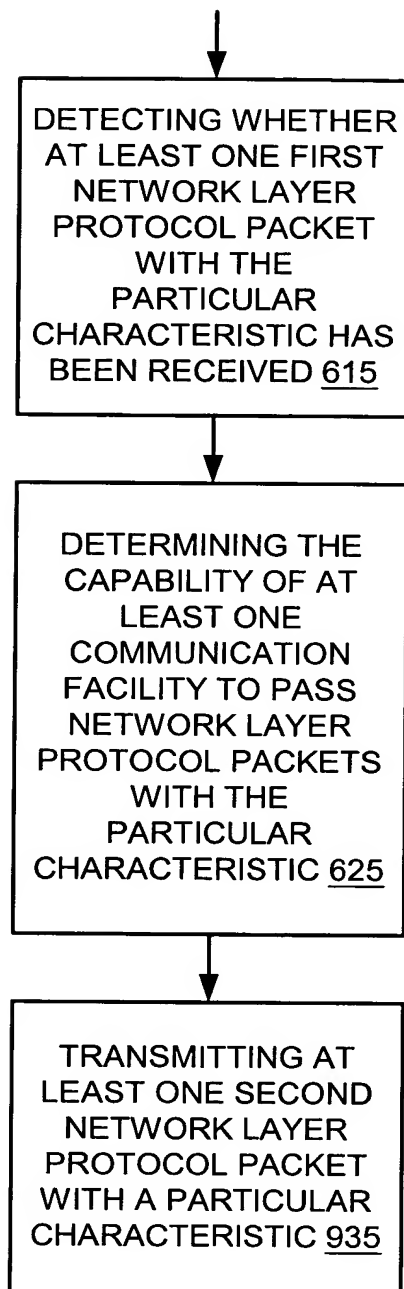 DETECTING WHETHER
AT LEAST ONE FIRST
NETWORK LAYER
PROTOCOL PACKET
WITH THE
PARTICULAR
CHARACTERISTIC HAS
BEEN RECEIVED 615
DETERMINING THE
CAPABILITY OF AT
LEAST ONE
COMMUNICATION
FACILITY TO PASS
NETWORK LAYER
PROTOCOL PACKETS
WITH THE
PARTICULAR
CHARACTERISTIC 625
TRANSMITTING AT
LEAST ONE SECOND
NETWORK LAYER
PROTOCOL PACKET
WITH A PARTICULAR
CHARACTERISTIC 935